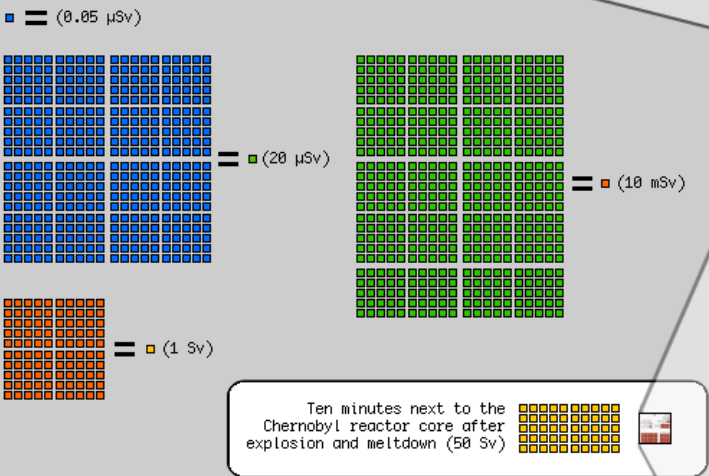 = (0.05 µSv)
= (20 µSv)
= (10 mSv)
= (1 Sv)
Ten minutes next to the
Chernobyl reactor core after
explosion and meltdown (50 Sv)